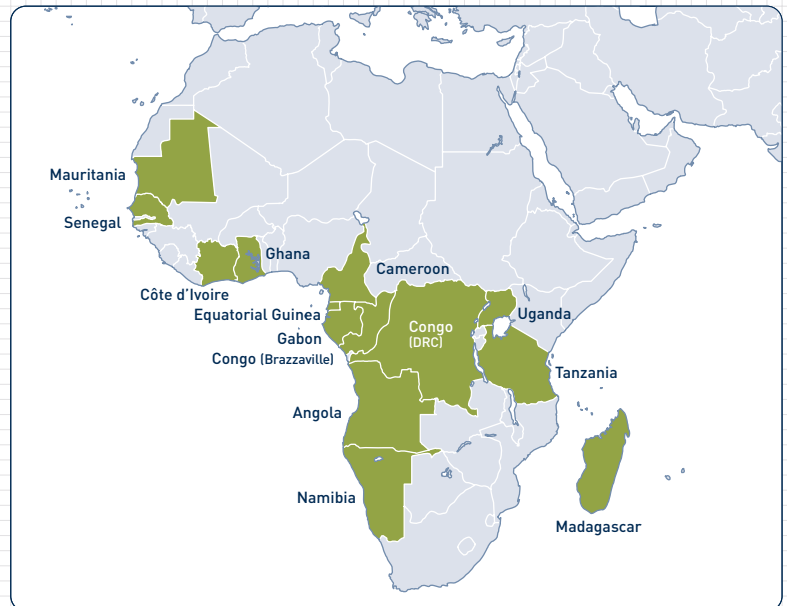 Mauritania
Senegal
Ghana
Côte d'Ivoire
Cameroon
Equatorial Guinea
Gabon
Congo (Brazzaville)
Congo
(DRC)
Uganda
Tanzania
Angola
Namibia
Madagascar